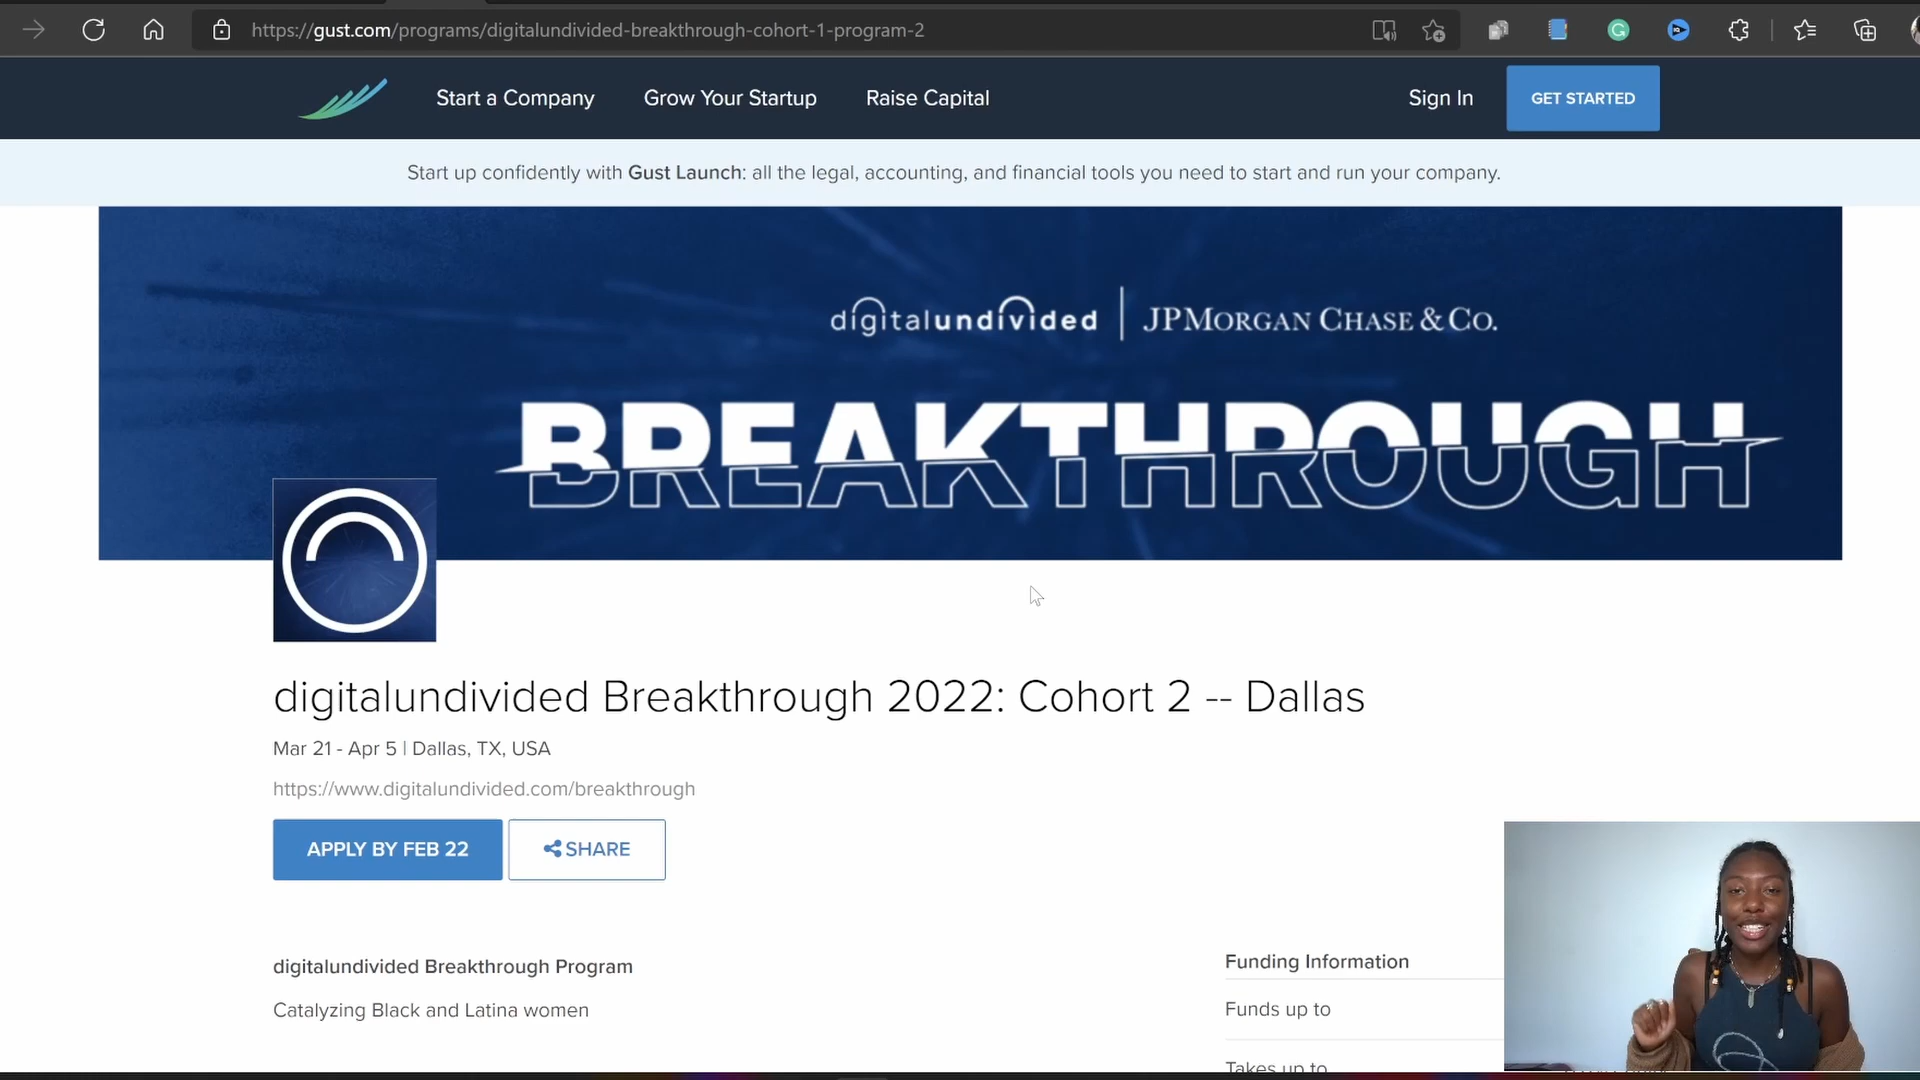 https://gust.com/programs/digitalundivided-breakthrough-cohort-1-program-2
Start a Company
Grow Your Startup
Raise Capital
Sign In
GET STARTED
Start up confidently with Gust Launch: all the legal, accounting, and financial tools you need to start and run your company.
digitalundivided | JPMORGAN CHASE & CO.
BREAKTHROUGH
digitalundivided Breakthrough 2022: Cohort 2 -- Dallas
Mar 21 - Apr 5 | Dallas, TX, USA
https://www.digitalundivided.com/breakthrough
APPLY BY FEB 22
SHARE
digitalundivided Breakthrough Program
Catalyzing Black and Latina women
Funding Information
Funds up to
Takes up to